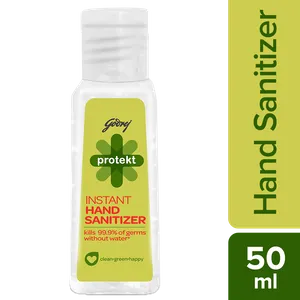 Godrej
protekt
INSTANT
HAND
SANITIZER
kills 99.9% of germs
without water*
clean+green+happy
Hand Sanitizer
50
ml